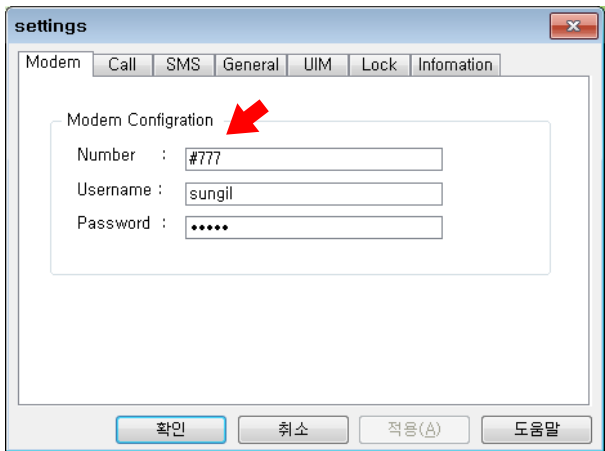 settings
Modem Call SMS General UIM Lock Infomation
Modem Configration
Number : #777
Username : sungil
Password : •••••
확인 취소 적용(A) 도움말